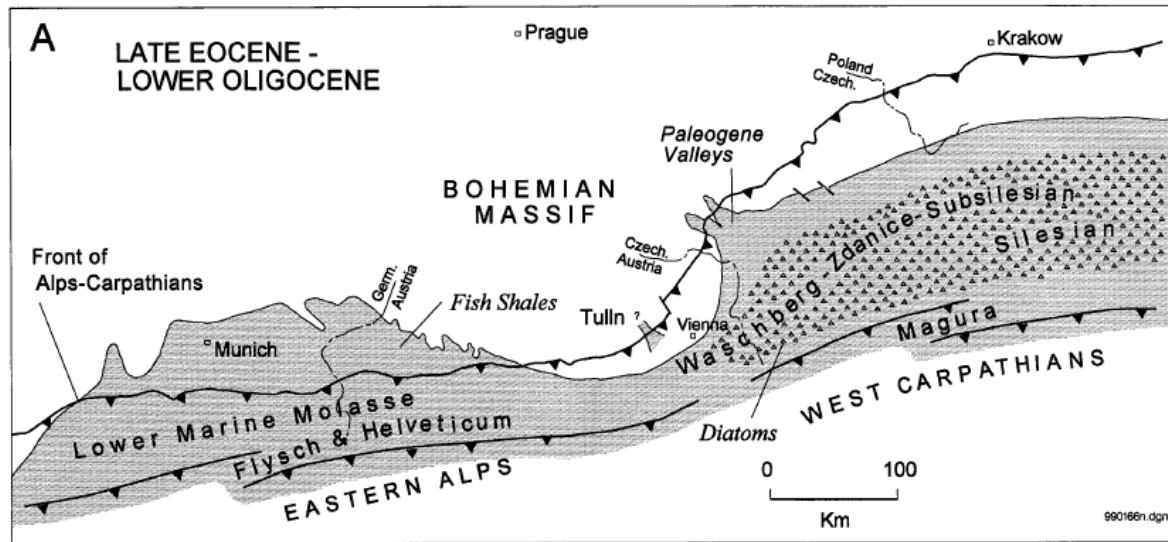 A
LATE EOCENE -
LOWER OLIGOCENE
Prague
Krakow
Poland
Czech.
Paleogene
Valleys
BOHEMIAN
MASSIF
Front of
Alps-Carpathians
Germ.
Austria
Fish Shales
Czech.
Austria
Tulln ?
Vienna
Munich
Waschberg Zdanice-Subsilesian
Silesian
Magura
WEST CARPATHIANS
Lower Marine Molasse
Flysch & Helveticum
EASTERN ALPS
Diatoms
0 100
Km
990166n.dgn